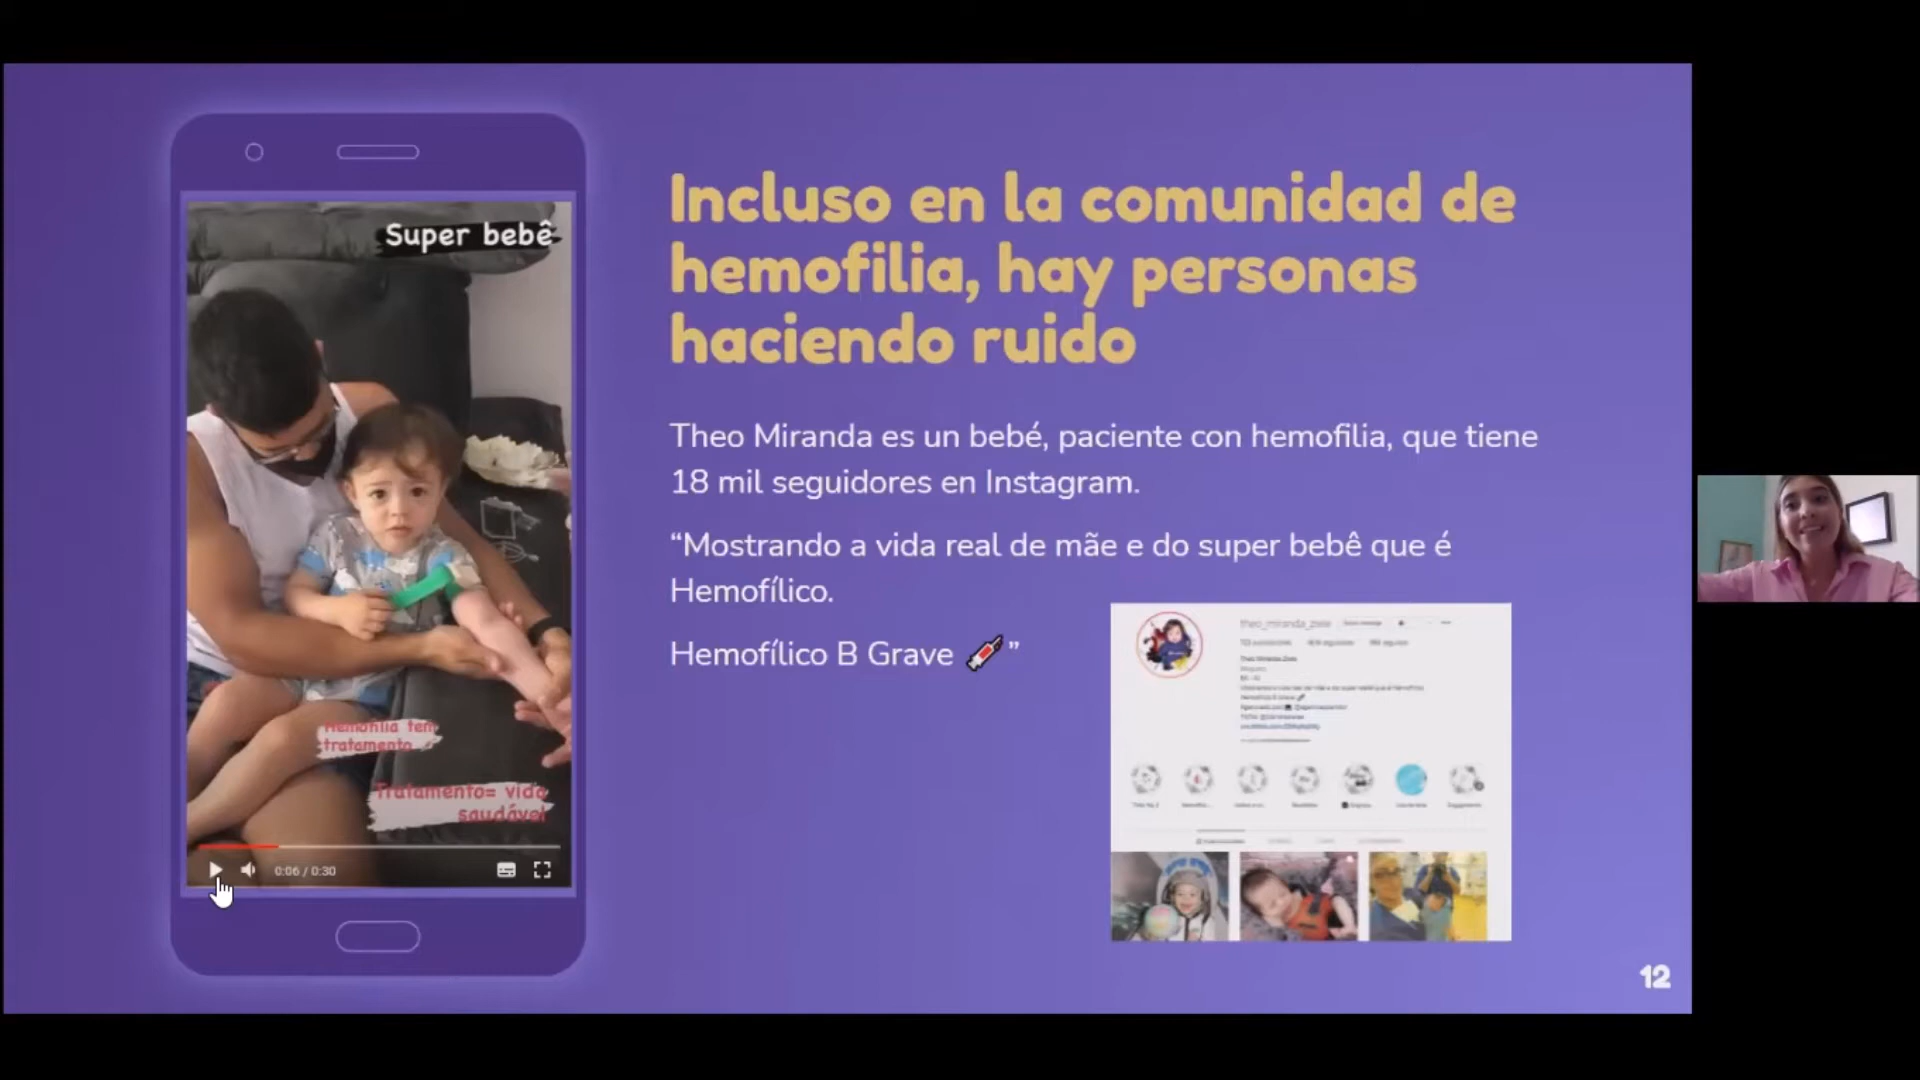 Super bebê
Hemofilia tem
tratamento
Tratamento= vida
saudável
0:06 / 0:30
Incluso en la comunidad de
hemofilia, hay personas
haciendo ruido
Theo Miranda es un bebé, paciente con hemofilia, que tiene
18 mil seguidores en Instagram.
“Mostrando a vida real de mãe e do super bebê que é
Hemofílico.
Hemofílico B Grave 💉”
12